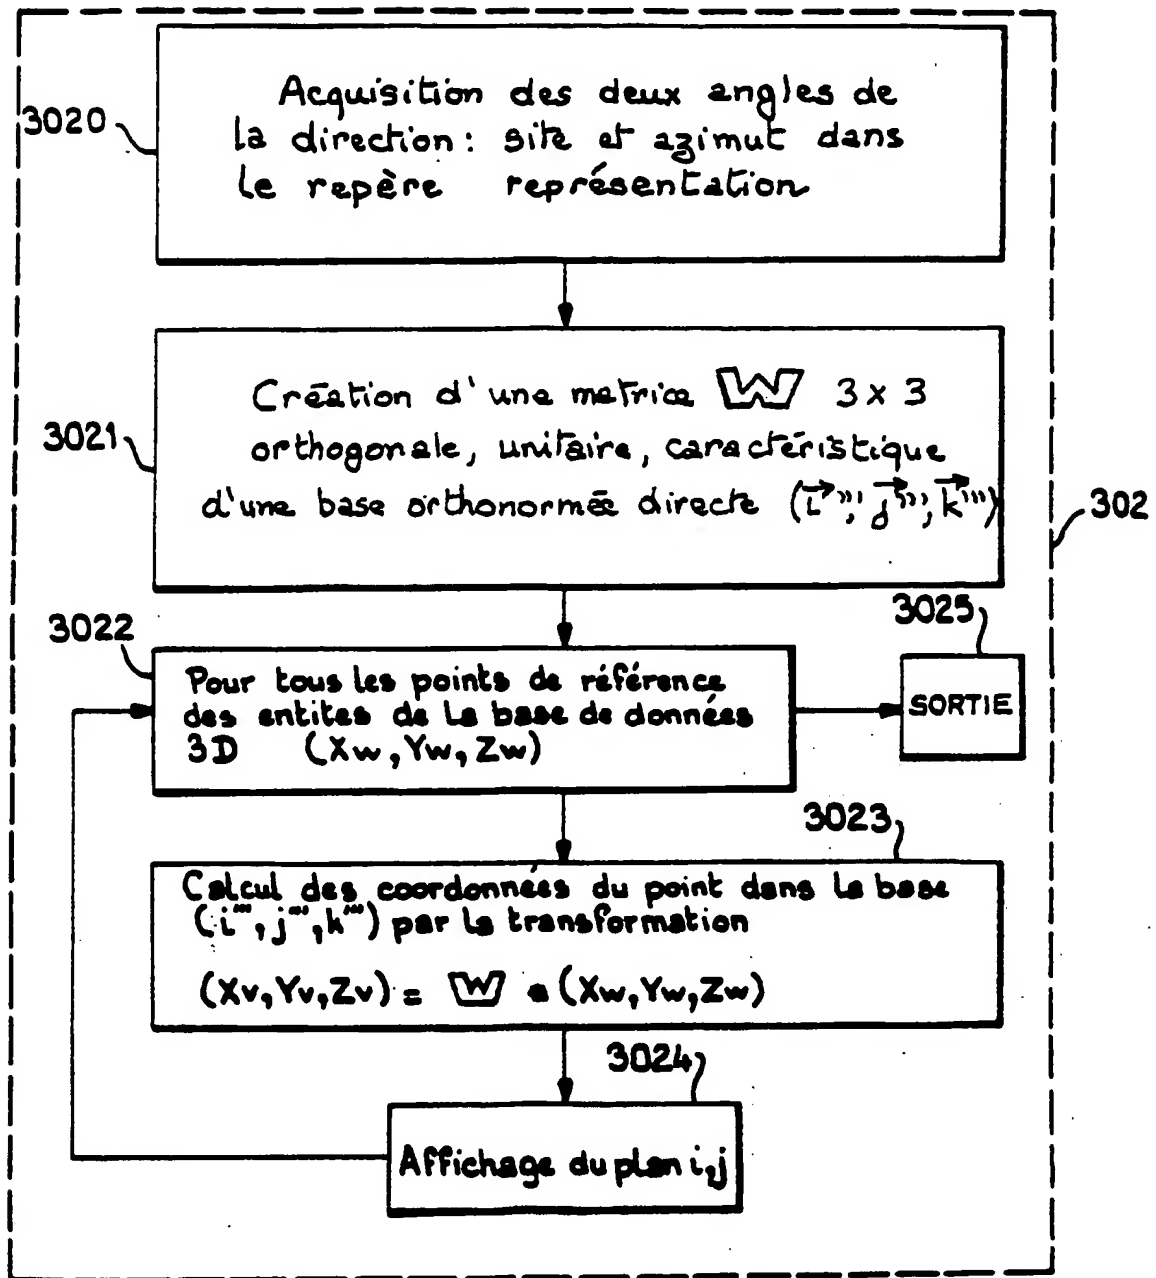 3020
Acquisition des deux angles de
la direction : site et azimut dans
le repère représentation
3021
Création d'une matrice W 3 x 3
orthogonale, unitaire, caractéristique
d'une base orthonormée directe (i''', j''', k''')
302
3022
Pour tous les points de référence
des entites de la base de données
3D (Xw, Yw, Zw)
3025
SORTIE
3023
Calcul des coordonnées du point dans la base
(i''', j''', k''') par la transformation
(Xv, Yv, Zv) = W • (Xw, Yw, Zw)
3024
Affichage du plan i, j